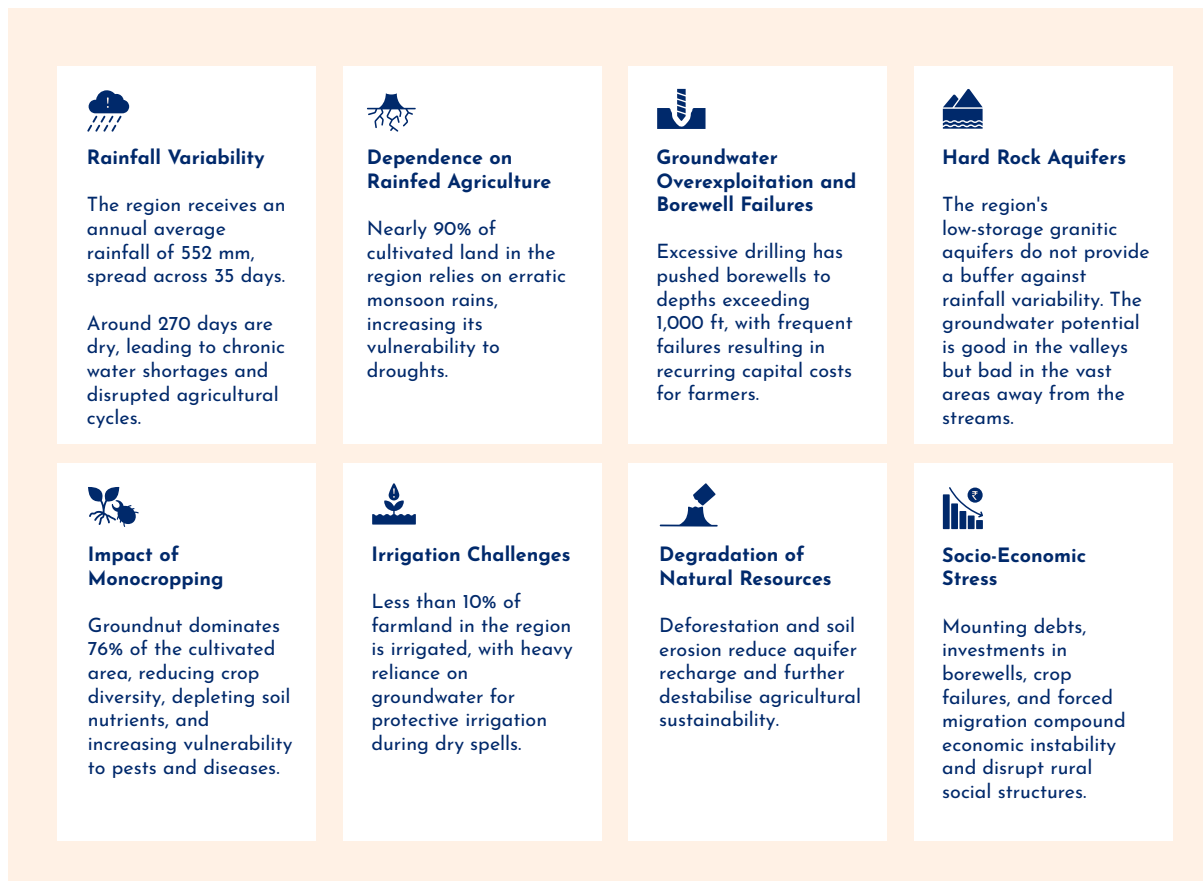 Rainfall Variability
The region receives an
annual average
rainfall of 552 mm,
spread across 35 days.
Around 270 days are
dry, leading to chronic
water shortages and
disrupted agricultural
cycles.
Dependence on
Rainfed Agriculture
Nearly 90% of
cultivated land in the
region relies on erratic
monsoon rains,
increasing its
vulnerability to
droughts.
Groundwater
Overexploitation and
Borewell Failures
Excessive drilling has
pushed borewells to
depths exceeding
1,000 ft, with frequent
failures resulting in
recurring capital costs
for farmers.
Hard Rock Aquifers
The region's
low-storage granitic
aquifers do not provide
a buffer against
rainfall variability. The
groundwater potential
is good in the valleys
but bad in the vast
areas away from the
streams.
Impact of
Monocropping
Groundnut dominates
76% of the cultivated
area, reducing crop
diversity, depleting soil
nutrients, and
increasing vulnerability
to pests and diseases.
Irrigation Challenges
Less than 10% of
farmland in the region
is irrigated, with heavy
reliance on
groundwater for
protective irrigation
during dry spells.
Degradation of
Natural Resources
Deforestation and soil
erosion reduce aquifer
recharge and further
destabilise agricultural
sustainability.
₹
Socio-Economic
Stress
Mounting debts,
investments in
borewells, crop
failures, and forced
migration compound
economic instability
and disrupt rural
social structures.